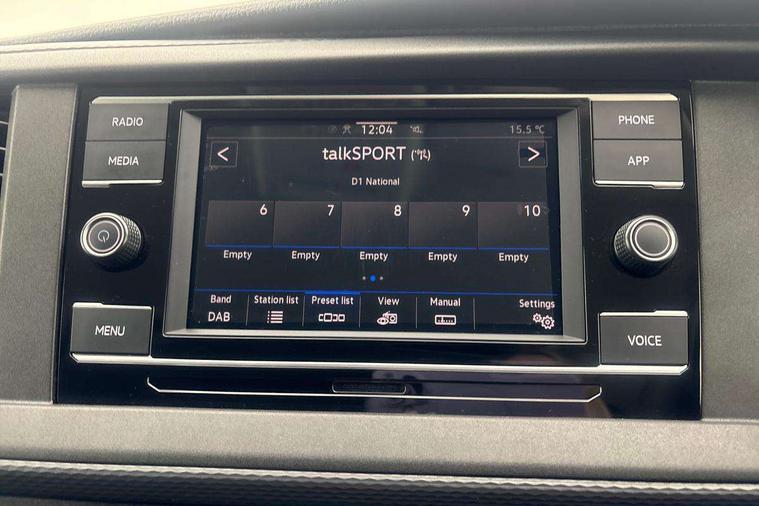 RADIO
MEDIA
MENU
PHONE
APP
VOICE
12:04
15.5 °C
< talkSPORT >
D1 National
6 7 8 9 10
Empty Empty Empty Empty Empty
Band Station list Preset list View Manual Settings
DAB